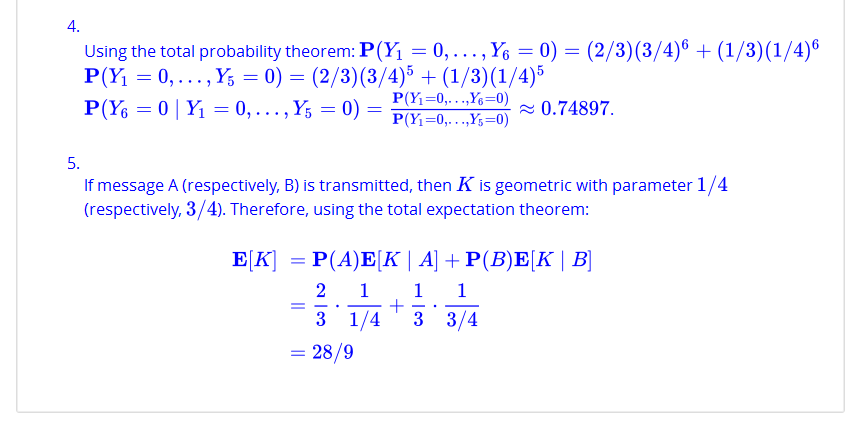 4.
Using the total probability theorem: P(Y₁ = 0, . . . , Y₆ = 0) = (2/3)(3/4)⁶ + (1/3)(1/4)⁶
P(Y₁ = 0, . . . , Y₅ = 0) = (2/3)(3/4)⁵ + (1/3)(1/4)⁵
P(Y₆ = 0 | Y₁ = 0, . . . , Y₅ = 0) = P(Y₁=0,...,Y₆=0)/P(Y₁=0,...,Y₅=0) ≈ 0.74897.
5.
If message A (respectively, B) is transmitted, then K is geometric with parameter 1/4
(respectively, 3/4). Therefore, using the total expectation theorem:
E[K] = P(A)E[K | A] + P(B)E[K | B]
= 2/3 · 1/(1/4) + 1/3 · 1/(3/4)
= 28/9